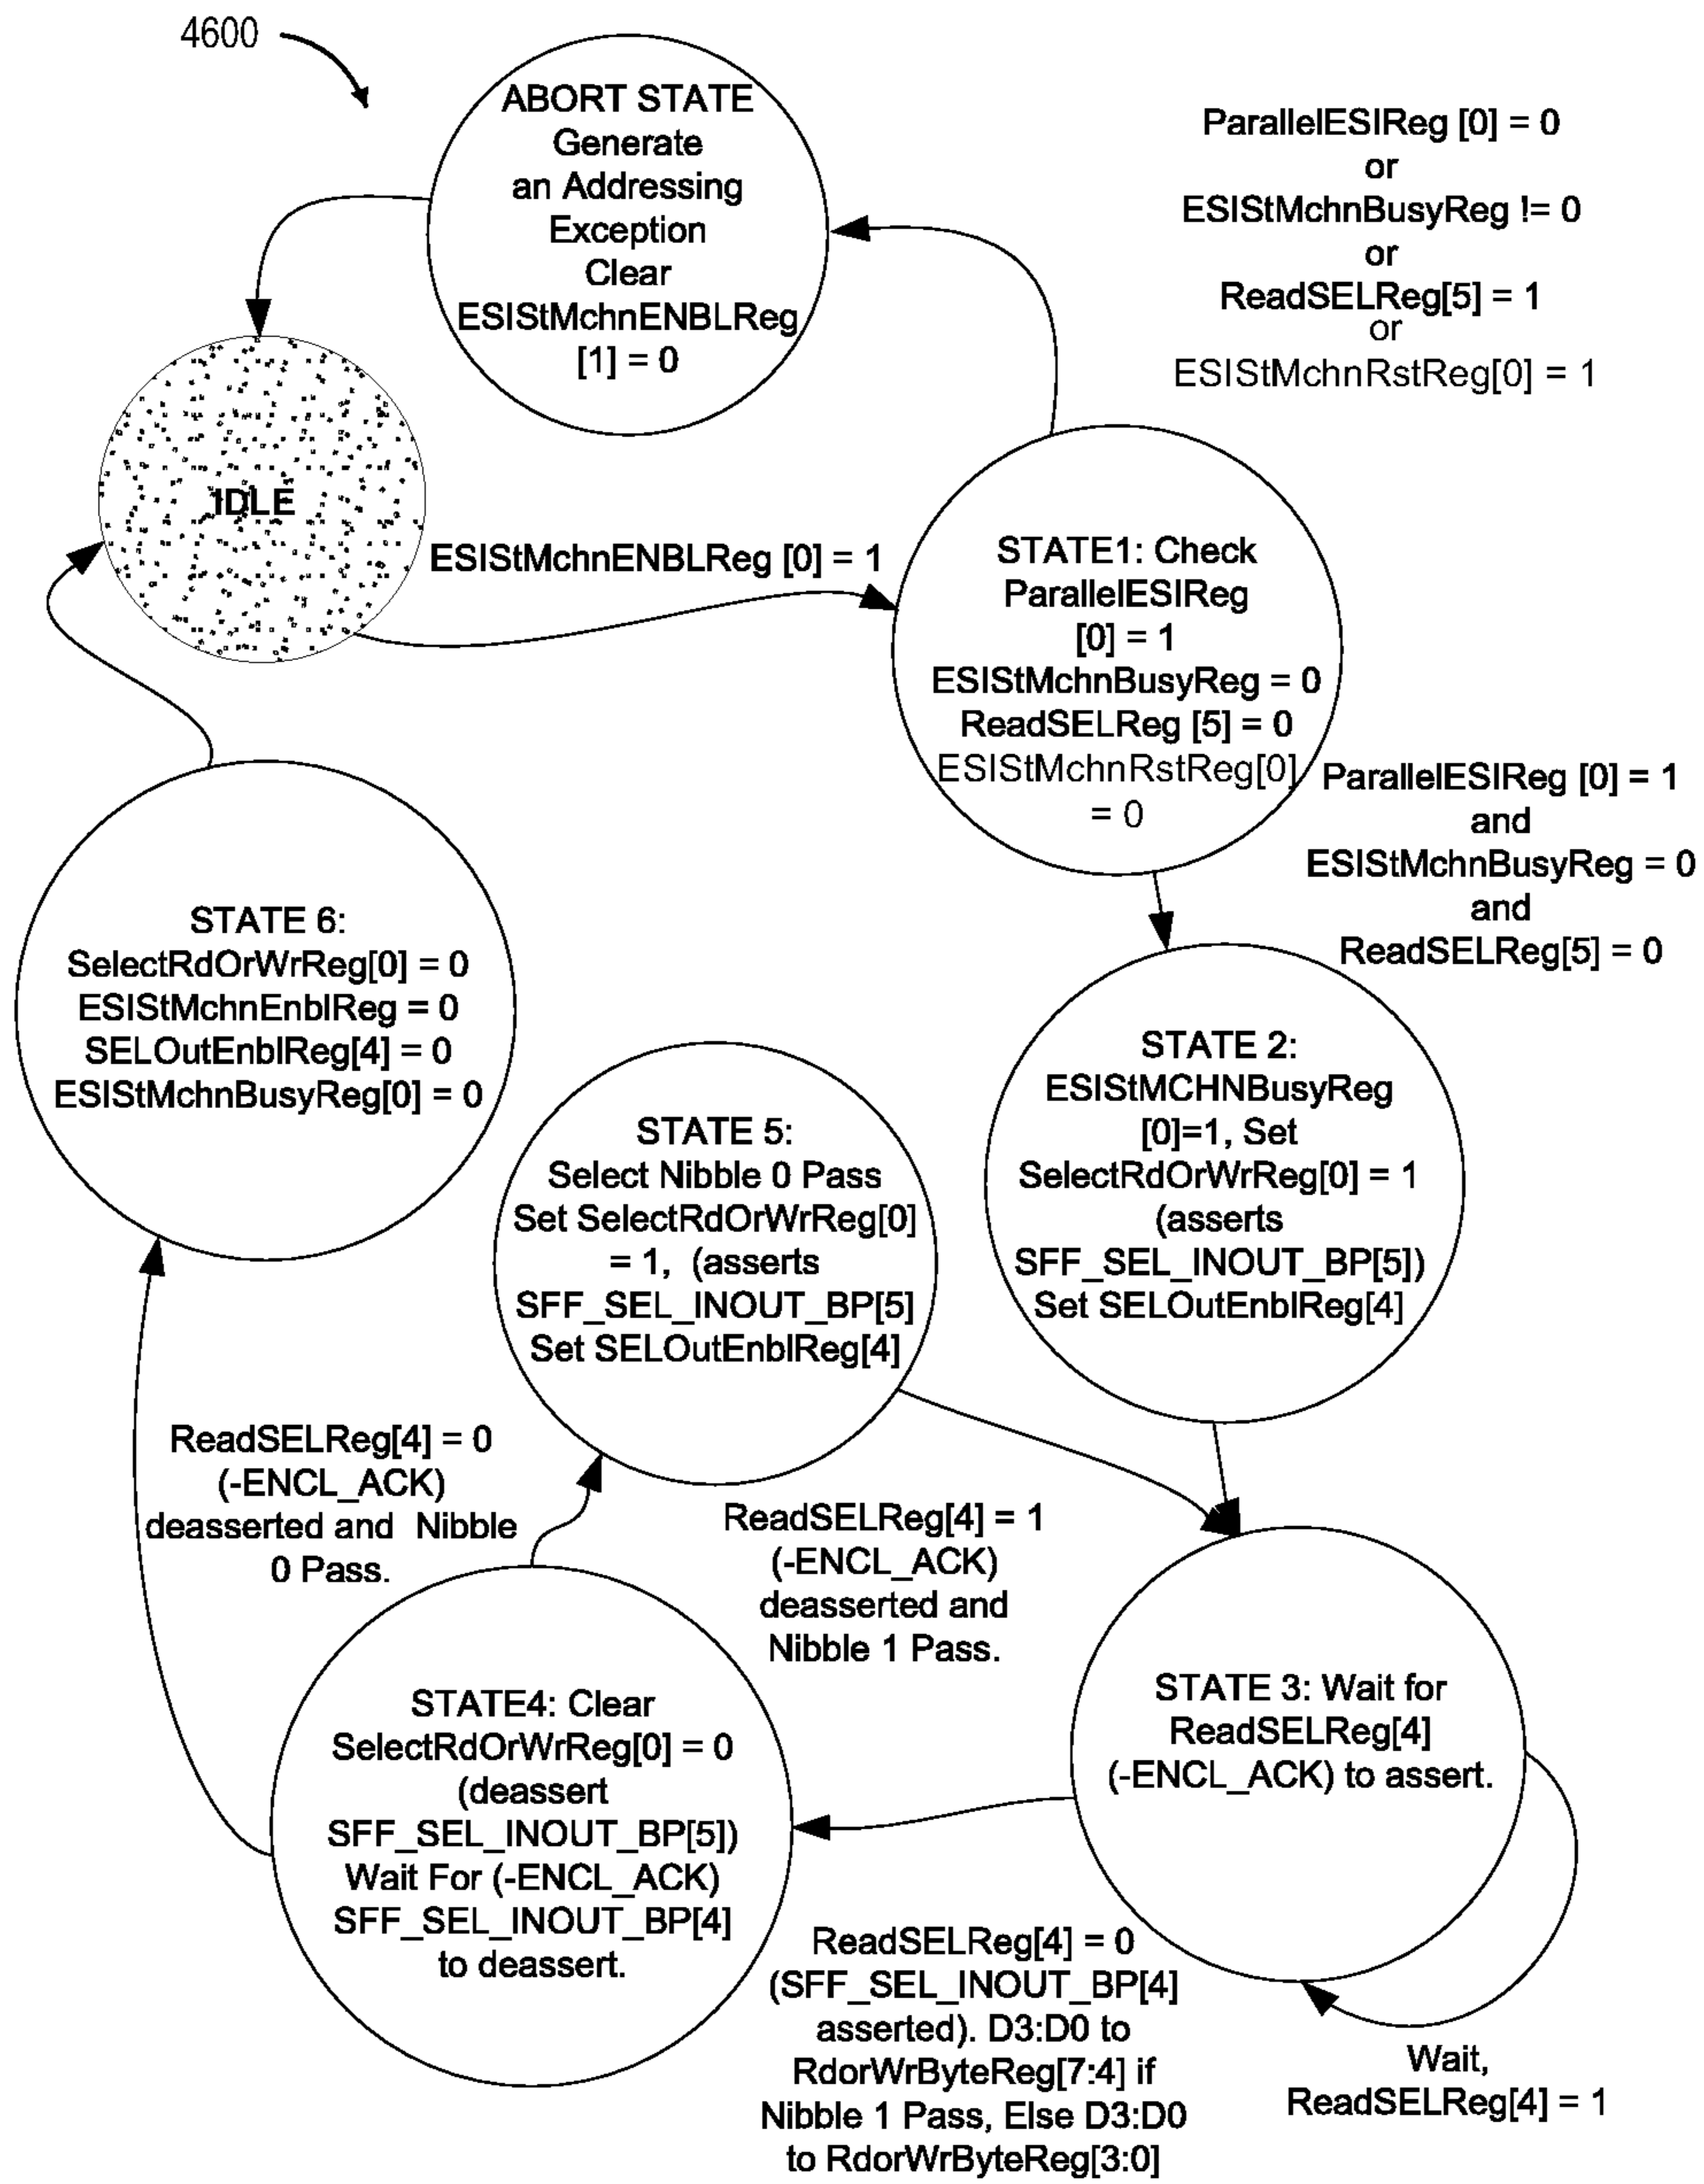 4600
ABORT STATE
Generate
an Addressing
Exception
Clear
ESIStMchnENBLReg
[1] = 0
ParallelESIReg [0] = 0
or
ESIStMchnBusyReg != 0
or
ReadSELReg[5] = 1
or
ESIStMchnRstReg[0] = 1
IDLE
ESIStMchnENBLReg [0] = 1
STATE1: Check
ParallelESIReg
[0] = 1
ESIStMchnBusyReg = 0
ReadSELReg [5] = 0
ESIStMchnRstReg[0]
= 0
ParallelESIReg [0] = 1
and
ESIStMchnBusyReg = 0
and
ReadSELReg[5] = 0
STATE 6:
SelectRdOrWrReg[0] = 0
ESIStMchnEnblReg = 0
SELOutEnblReg[4] = 0
ESIStMchnBusyReg[0] = 0
STATE 5:
Select Nibble 0 Pass
Set SelectRdOrWrReg[0]
= 1, (asserts
SFF_SEL_INOUT_BP[5]
Set SELOutEnblReg[4]
STATE 2:
ESIStMCHNBusyReg
[0]=1, Set
SelectRdOrWrReg[0] = 1
(asserts
SFF_SEL_INOUT_BP[5])
Set SELOutEnblReg[4]
ReadSELReg[4] = 0
(-ENCL_ACK)
deasserted and Nibble
0 Pass.
ReadSELReg[4] = 1
(-ENCL_ACK)
deasserted and
Nibble 1 Pass.
STATE4: Clear
SelectRdOrWrReg[0] = 0
(deassert
SFF_SEL_INOUT_BP[5])
Wait For (-ENCL_ACK)
SFF_SEL_INOUT_BP[4]
to deassert.
STATE 3: Wait for
ReadSELReg[4]
(-ENCL_ACK) to assert.
ReadSELReg[4] = 0
(SFF_SEL_INOUT_BP[4]
asserted). D3:D0 to
RdorWrByteReg[7:4] if
Nibble 1 Pass, Else D3:D0
to RdorWrByteReg[3:0]
Wait,
ReadSELReg[4] = 1